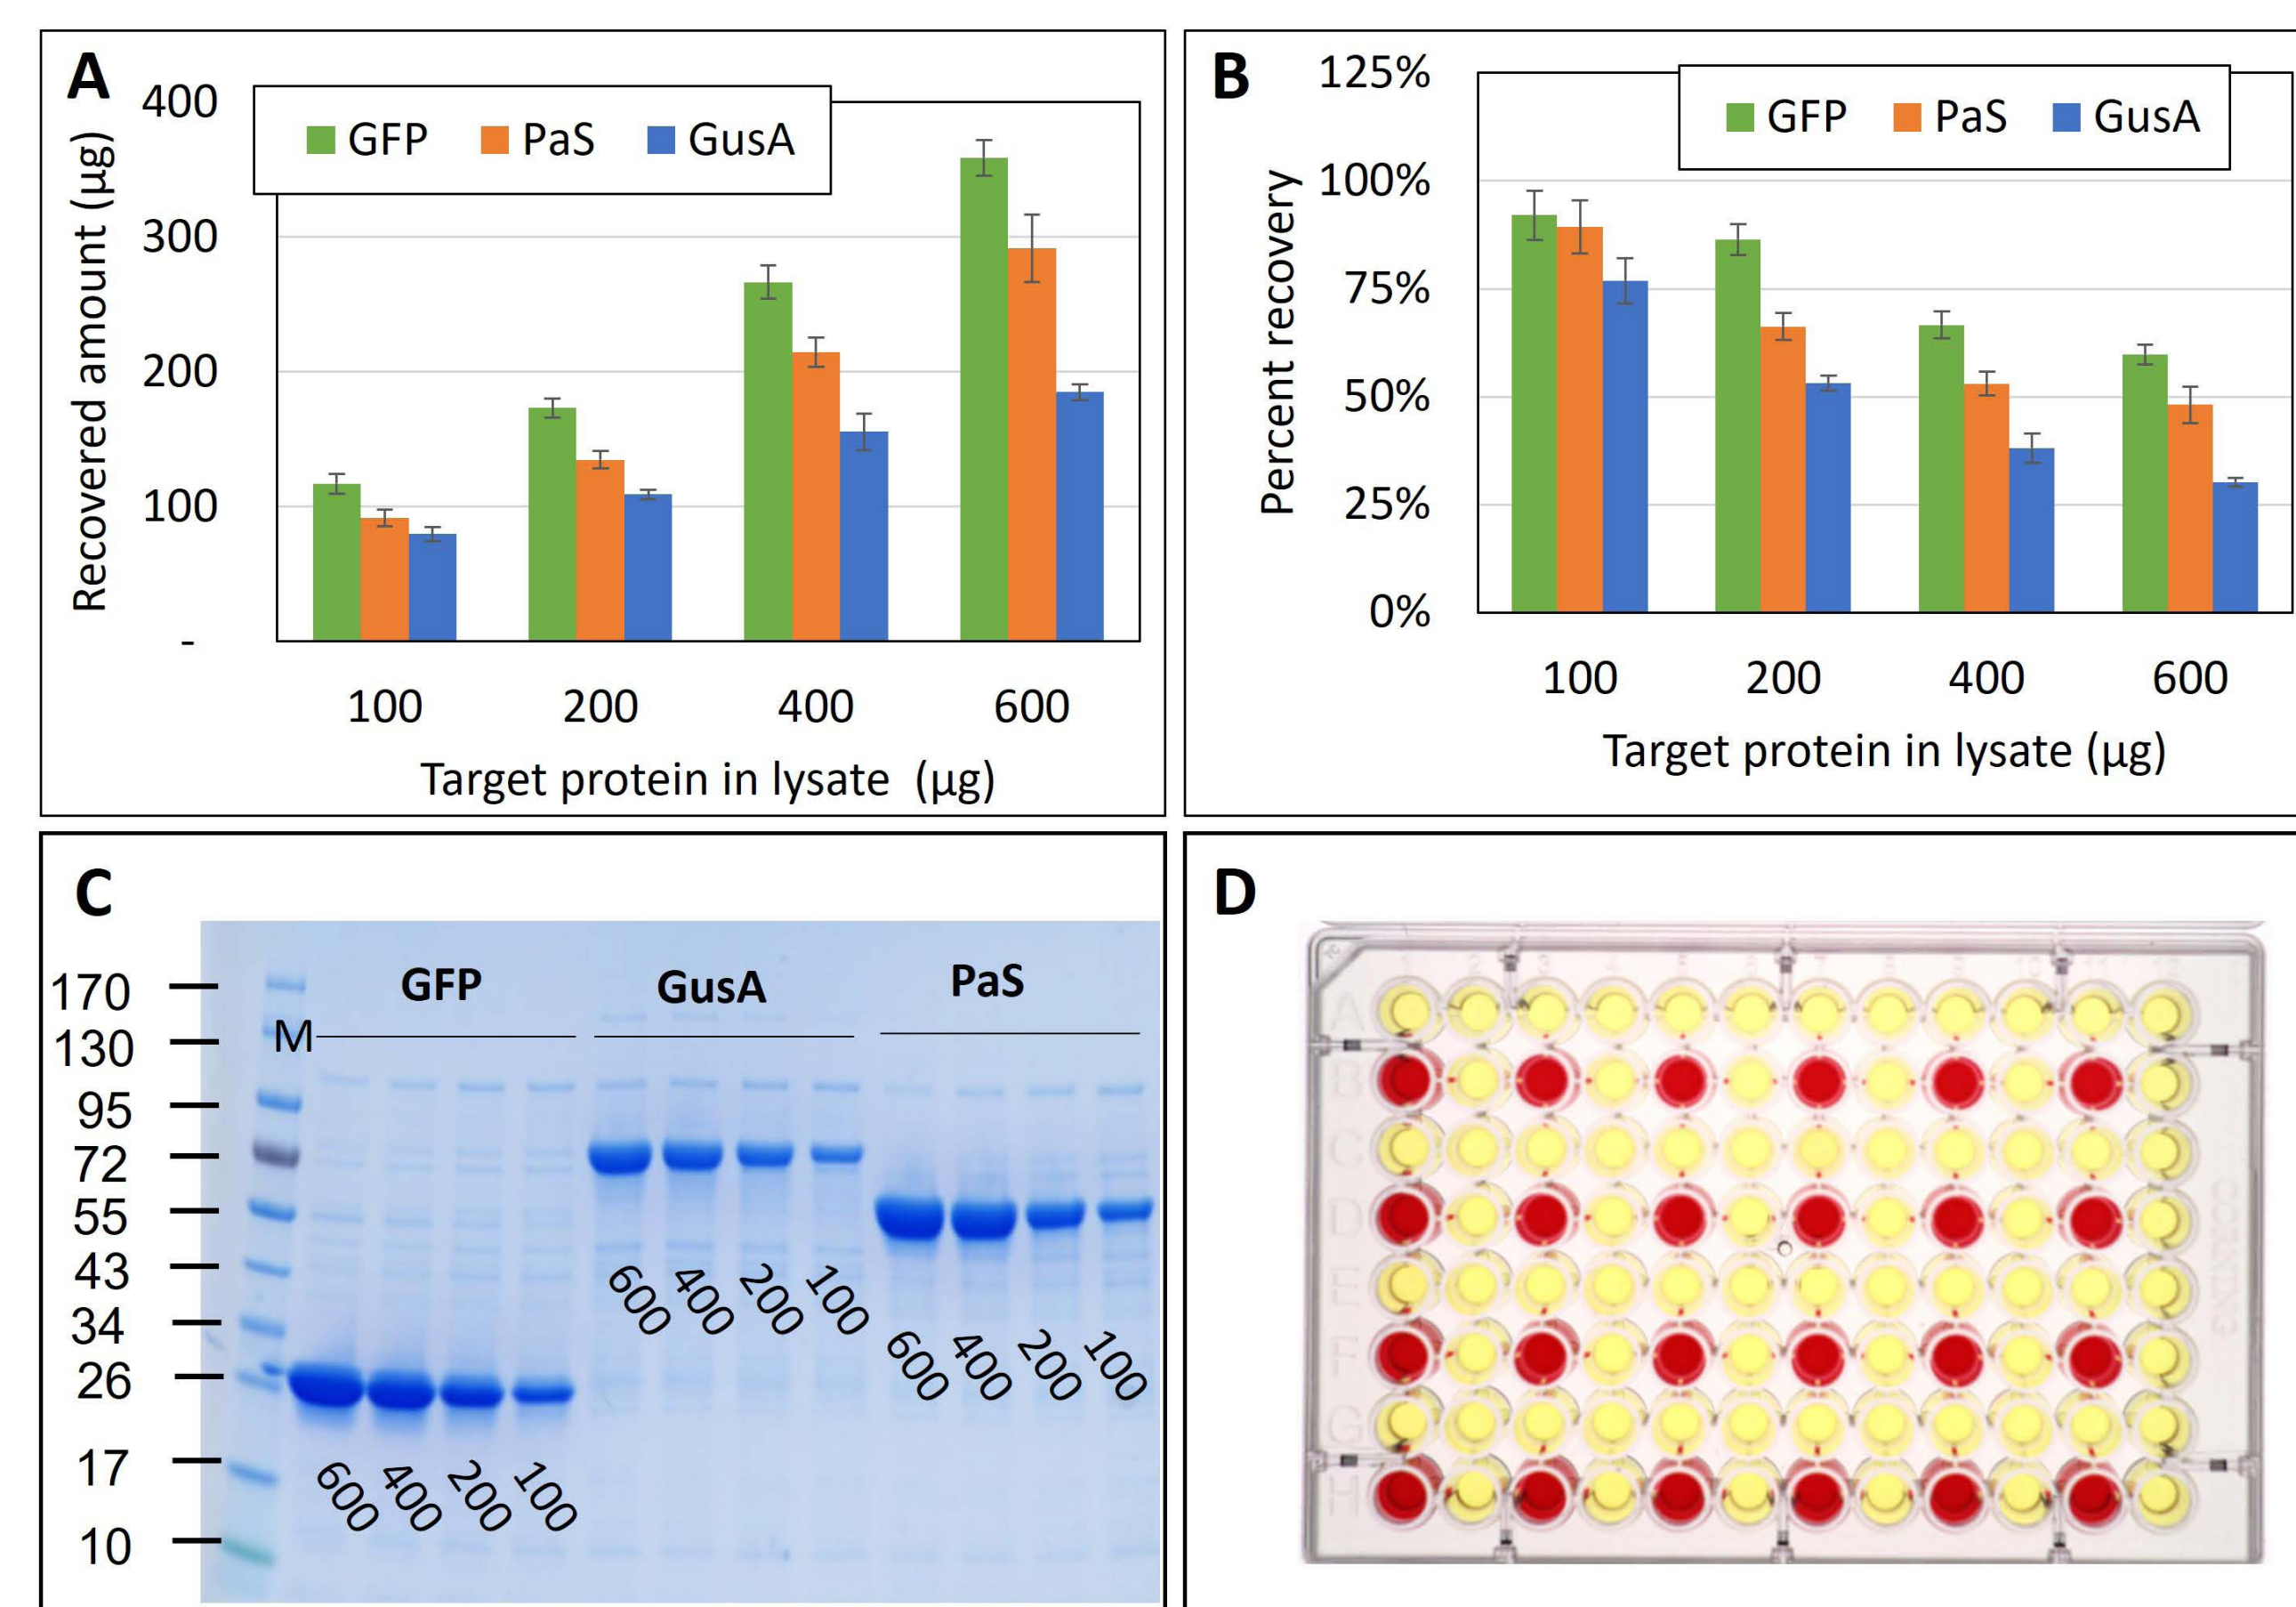 A
400
300
200
100
-
Recovered amount (µg)
GFP PaS GusA
100 200 400 600
Target protein in lysate (µg)
B
125%
100%
75%
50%
25%
0%
Percent recovery
GFP PaS GusA
100 200 400 600
Target protein in lysate (µg)
C
170
130
95
72
55
43
34
26
17
10
M
GFP GusA PaS
600 400 200 100
600 400 200 100
600 400 200 100
D
A
B
C
D
E
F
G
H
CORNING